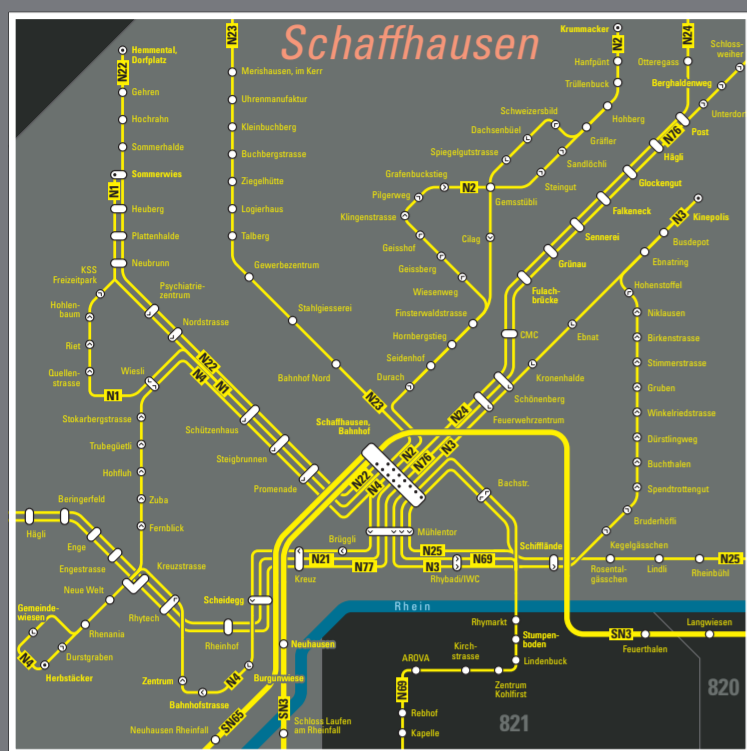 Schaffhausen
Hemmental,
Dorfplatz
N22
Gehren
Hochrahn
Sommerhalde
Sommerwies
N1
Heuberg
Plattenhalde
Neubrunn
KSS
Freizeitpark
Hohlen-
baum
Riet
Quellen-
strasse
N1
Wiesli
Psychiatrie-
zentrum
Nordstrasse
N22
N4
N1
Schützenhaus
Steigbrunnen
Promenade
Stokarbergstrasse
Trubegüetli
Hohfluh
Zuba
Fernblick
N23
Merishausen, im Kerr
Uhrenmanufaktur
Kleinbuchberg
Buchbergstrasse
Ziegelhütte
Logierhaus
Talberg
Gewerbezentrum
Stahlgiesserei
Bahnhof Nord
N23
Schaffhausen,
Bahnhof
Krummacker
N2
Hanfpünt
Trüllenbuck
Hohberg
Gräfler
Schweizersbild
Dachsenbüel
Spiegelgutstrasse
Sandlöchli
Steingut
Gemsstübli
Grafenbuckstieg
N2
Pilgerweg
Klingenstrasse
Geisshof
Geissberg
Wiesenweg
Cilag
Finsterwaldstrasse
Hornbergstieg
Seidenhof
Durach
N24
Otteregass
Schloss-
weiher
Berghaldenweg
Unterdor
N76
Post
Hägli
Glockengut
Falkeneck
Sennerei
Grünau
Fulach-
brücke
CMC
Schönenberg
Feuerwehrzentrum
Kronenhalde
Ebnat
Kinepolis
N3
Busdepot
Ebnatring
Hohenstoffel
Niklausen
Birkenstrasse
Stimmerstrasse
Gruben
Winkelriedstrasse
Dürstlingweg
Buchthalen
Spendtrottengut
Bruderhöfli
N24
N2
N76
N3
N22
N4
Bachstr.
Mühlentor
Brüggli
Kreuz
N21
N77
N25
N69
N3
Rhybadi/IWC
Schifflände
Kegelgässchen
Rosental-
gässchen
Lindli
Rheinbühl
N25
Beringerfeld
Hägli
Enge
Engestrasse
Kreuzstrasse
Neue Welt
Rhytech
Scheidegg
Rheinhof
Gemeinde-
wiesen
Rhenania
Durstgraben
N4
Herbstäcker
Zentrum
Bahnhofstrasse
N4
Burgunwiese
Neuhausen
Neuhausen Rheinfall
SN65
SN3
Schloss Laufen
am Rheinfall
Rhein
Rhymarkt
Stumpen-
boden
Lindenbuck
Kirch-
strasse
Zentrum
Kohlfirst
AROVA
N69
Rebhof
Kapelle
SN3
Feuerthalen
Langwiesen
820
821